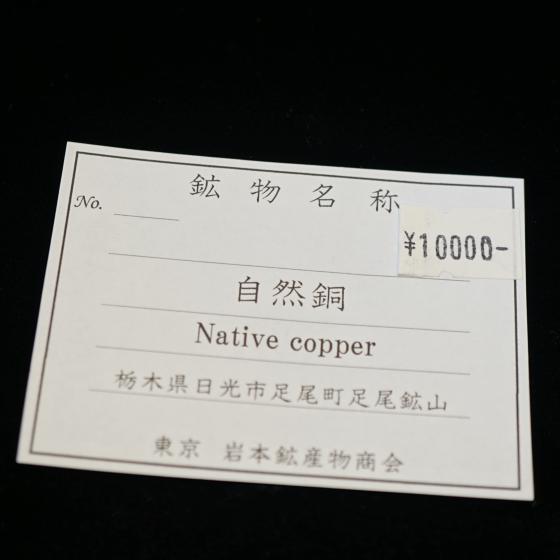 鉱物名称
No.
¥10000-
自然銅
Native copper
栃木県日光市足尾町足尾鉱山
東京 岩本鉱産物商会